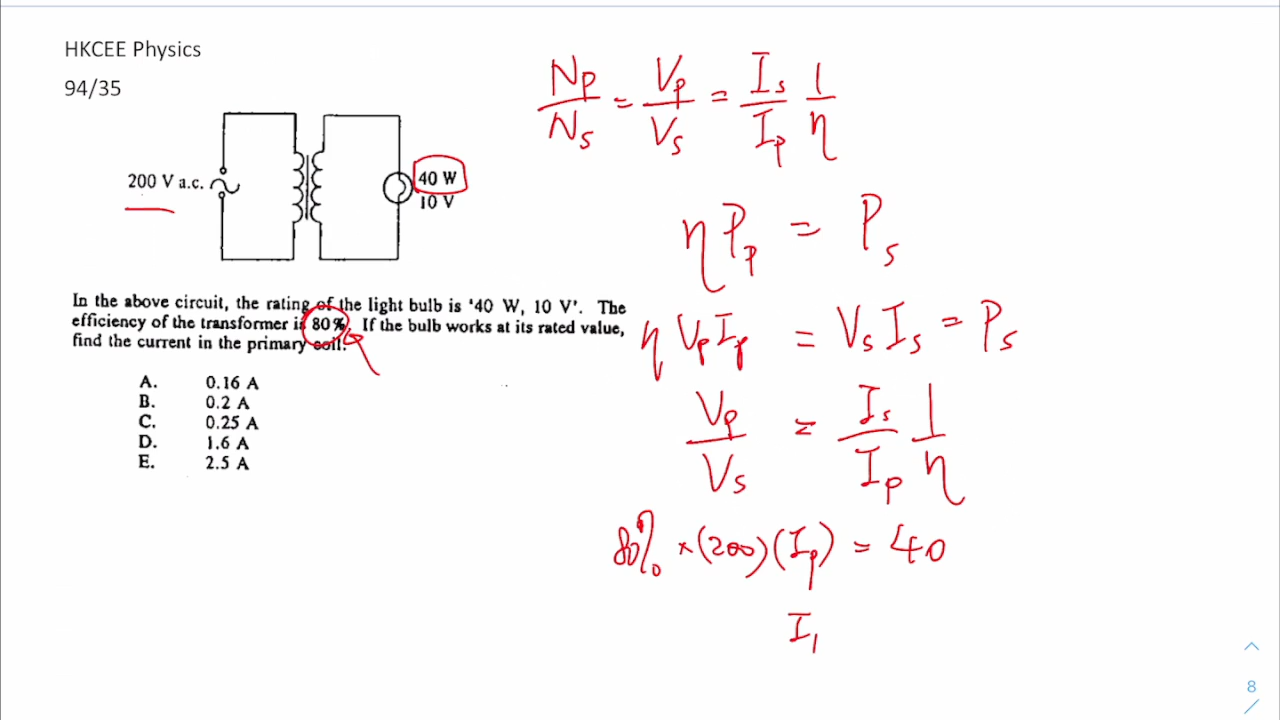 HKCEE Physics
94/35
200 V a.c.
40 W
10 V
In the above circuit, the rating of the light bulb is '40 W, 10 V'. The
efficiency of the transformer is 80%. If the bulb works at its rated value,
find the current in the primary coil.
A. 0.16 A
B. 0.2 A
C. 0.25 A
D. 1.6 A
E. 2.5 A
Np/Ns = Vp/Vs = Is/Ip 1/η
ηPp = Ps
ηVpIp = VsIs = Ps
Vp/Vs = Is/Ip 1/η
80% × (200)(Ip) = 40
I
8